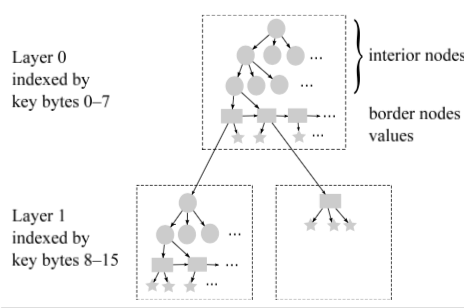 Layer 0
indexed by
key bytes 0–7
interior nodes
border nodes
values
Layer 1
indexed by
key bytes 8–15
...
...
...
...
...
...
...